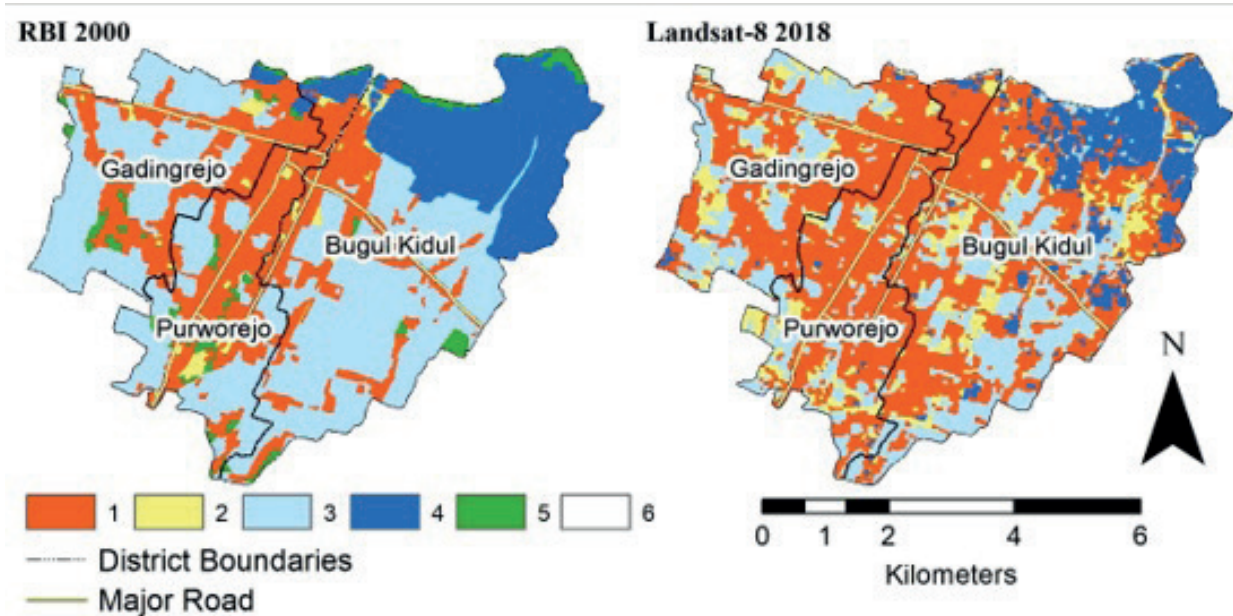 RBI 2000
Landsat-8 2018
Gadingrejo
Bugul Kidul
Purworejo
Gadingrejo
Bugul Kidul
Purworejo
N
1 2 3 4 5 6
District Boundaries
Major Road
0 1 2 4 6
Kilometers